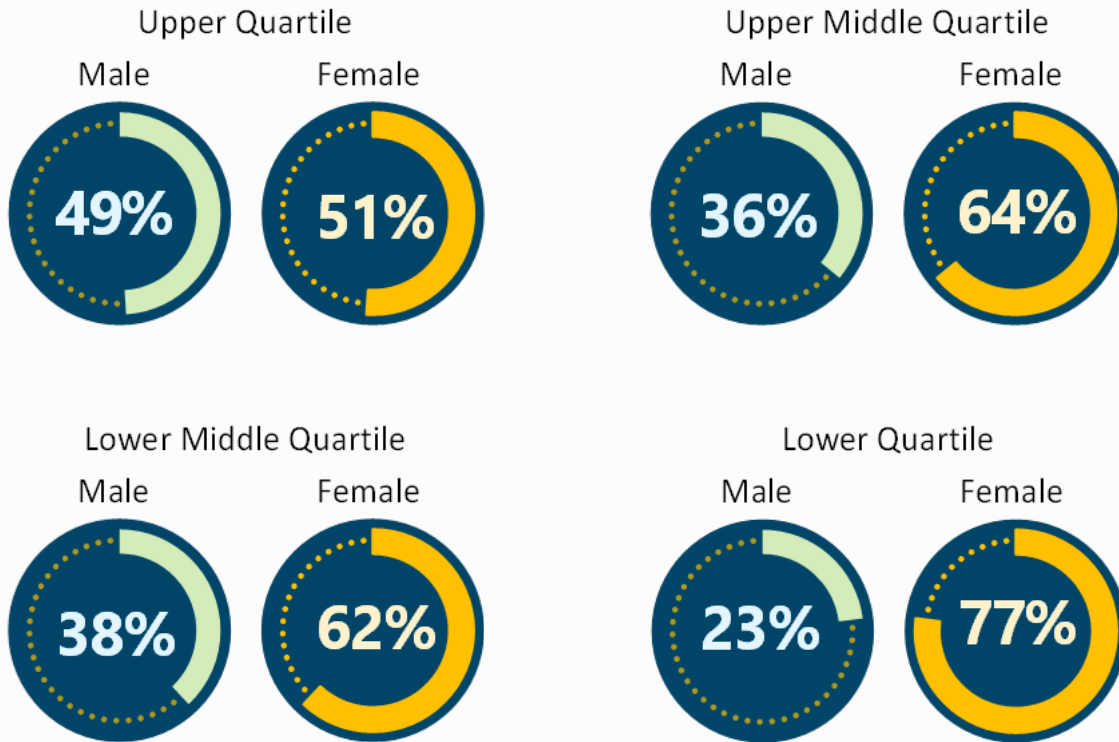 Upper Quartile
Male Female
49% 51%
Upper Middle Quartile
Male Female
36% 64%
Lower Middle Quartile
Male Female
38% 62%
Lower Quartile
Male Female
23% 77%